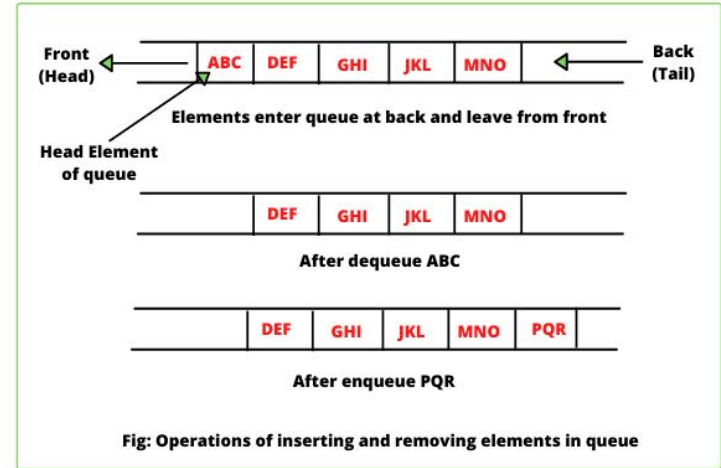 Front
(Head)
ABC DEF GHI JKL MNO
Back
(Tail)
Elements enter queue at back and leave from front
Head Element
of queue
DEF GHI JKL MNO
After dequeue ABC
DEF GHI JKL MNO PQR
After enqueue PQR
Fig: Operations of inserting and removing elements in queue